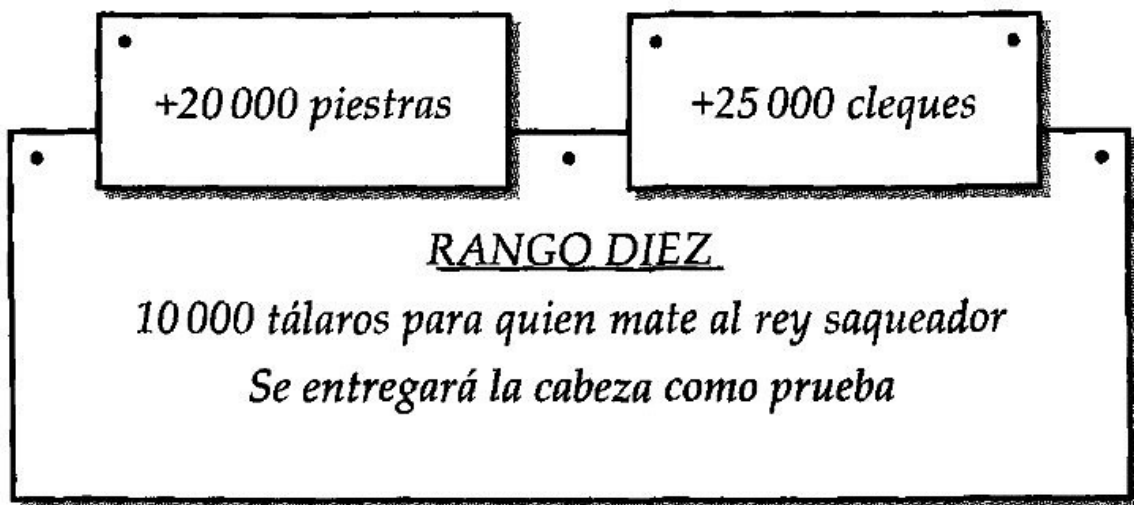 +20 000 piestras
+25 000 cleques
RANGO DIEZ
10 000 tálaros para quien mate al rey saqueador
Se entregará la cabeza como prueba